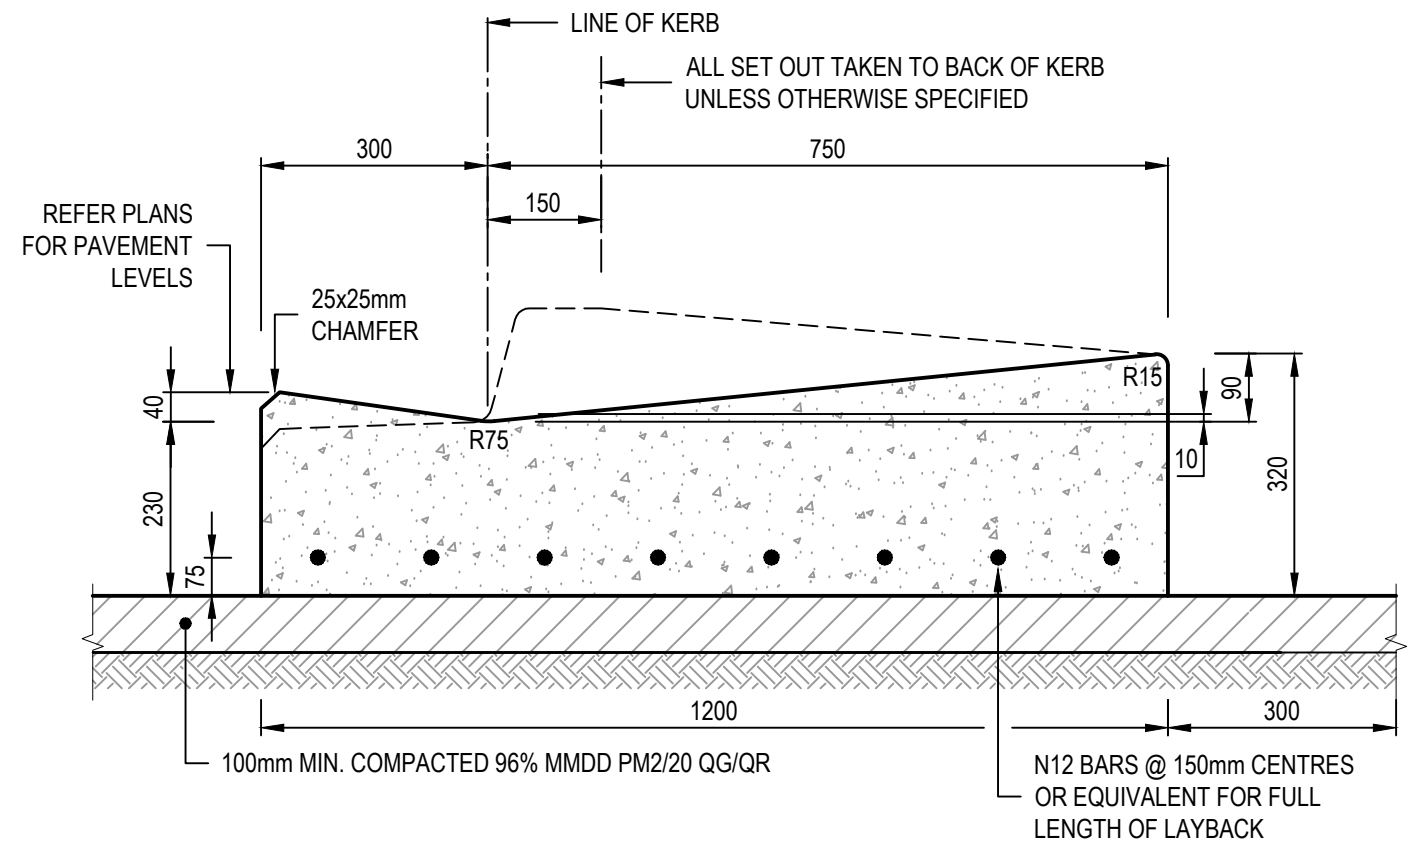 LINE OF KERB
ALL SET OUT TAKEN TO BACK OF KERB
UNLESS OTHERWISE SPECIFIED
300
750
150
REFER PLANS
FOR PAVEMENT
LEVELS
25x25mm
CHAMFER
40
R15
90
R75
10
230
320
75
1200
300
100mm MIN. COMPACTED 96% MMDD PM2/20 QG/QR
N12 BARS @ 150mm CENTRES
OR EQUIVALENT FOR FULL
LENGTH OF LAYBACK